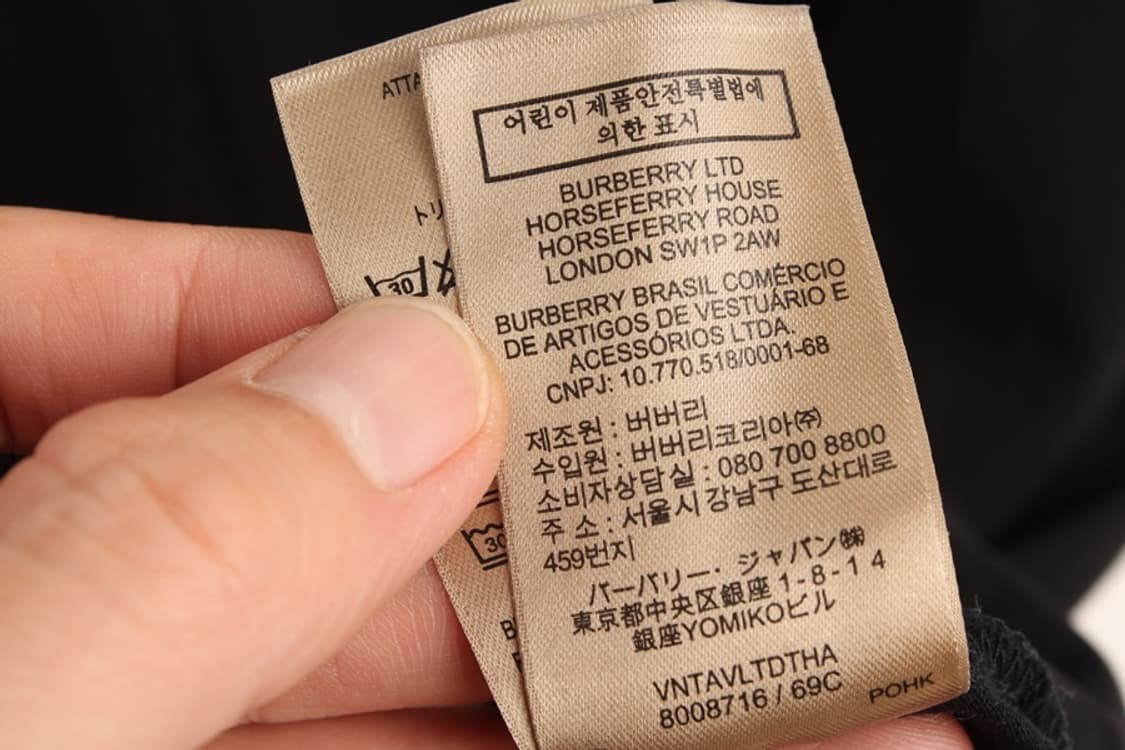 ATTA
トリ
30
30
어린이 제품안전특별법에
의한 표시
BURBERRY LTD
HORSEFERRY HOUSE
HORSEFERRY ROAD
LONDON SW1P 2AW
BURBERRY BRASIL COMÉRCIO
DE ARTIGOS DE VESTUÁRIO E
ACESSÓRIOS LTDA.
CNPJ: 10.770.518/0001-68
제조원 : 버버리
수입원 : 버버리코리아㈜
소비자상담실 : 080 700 8800
주 소 : 서울시 강남구 도산대로
459번지
バーバリー・ジャパン㈱
東京都中央区銀座 1-8-14
銀座YOMIKOビル
VNTAVLTDTHA
8008716 / 69C
POHK